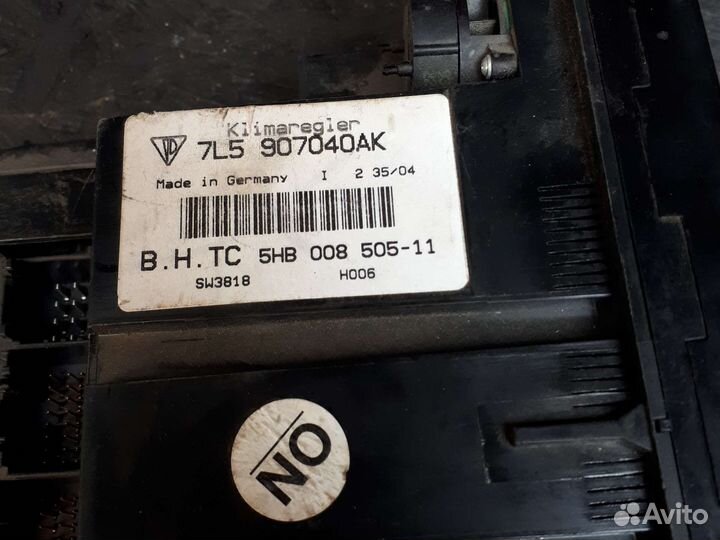 Klimaregler
7L5 907040AK
Made in Germany I 2 35/04
B.H.TC 5HB 008 505-11
SW3818 H006
NO
Avito